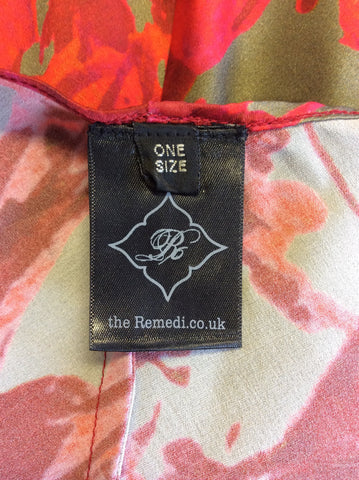 ONE
SIZE
R
the Remedi.co.uk